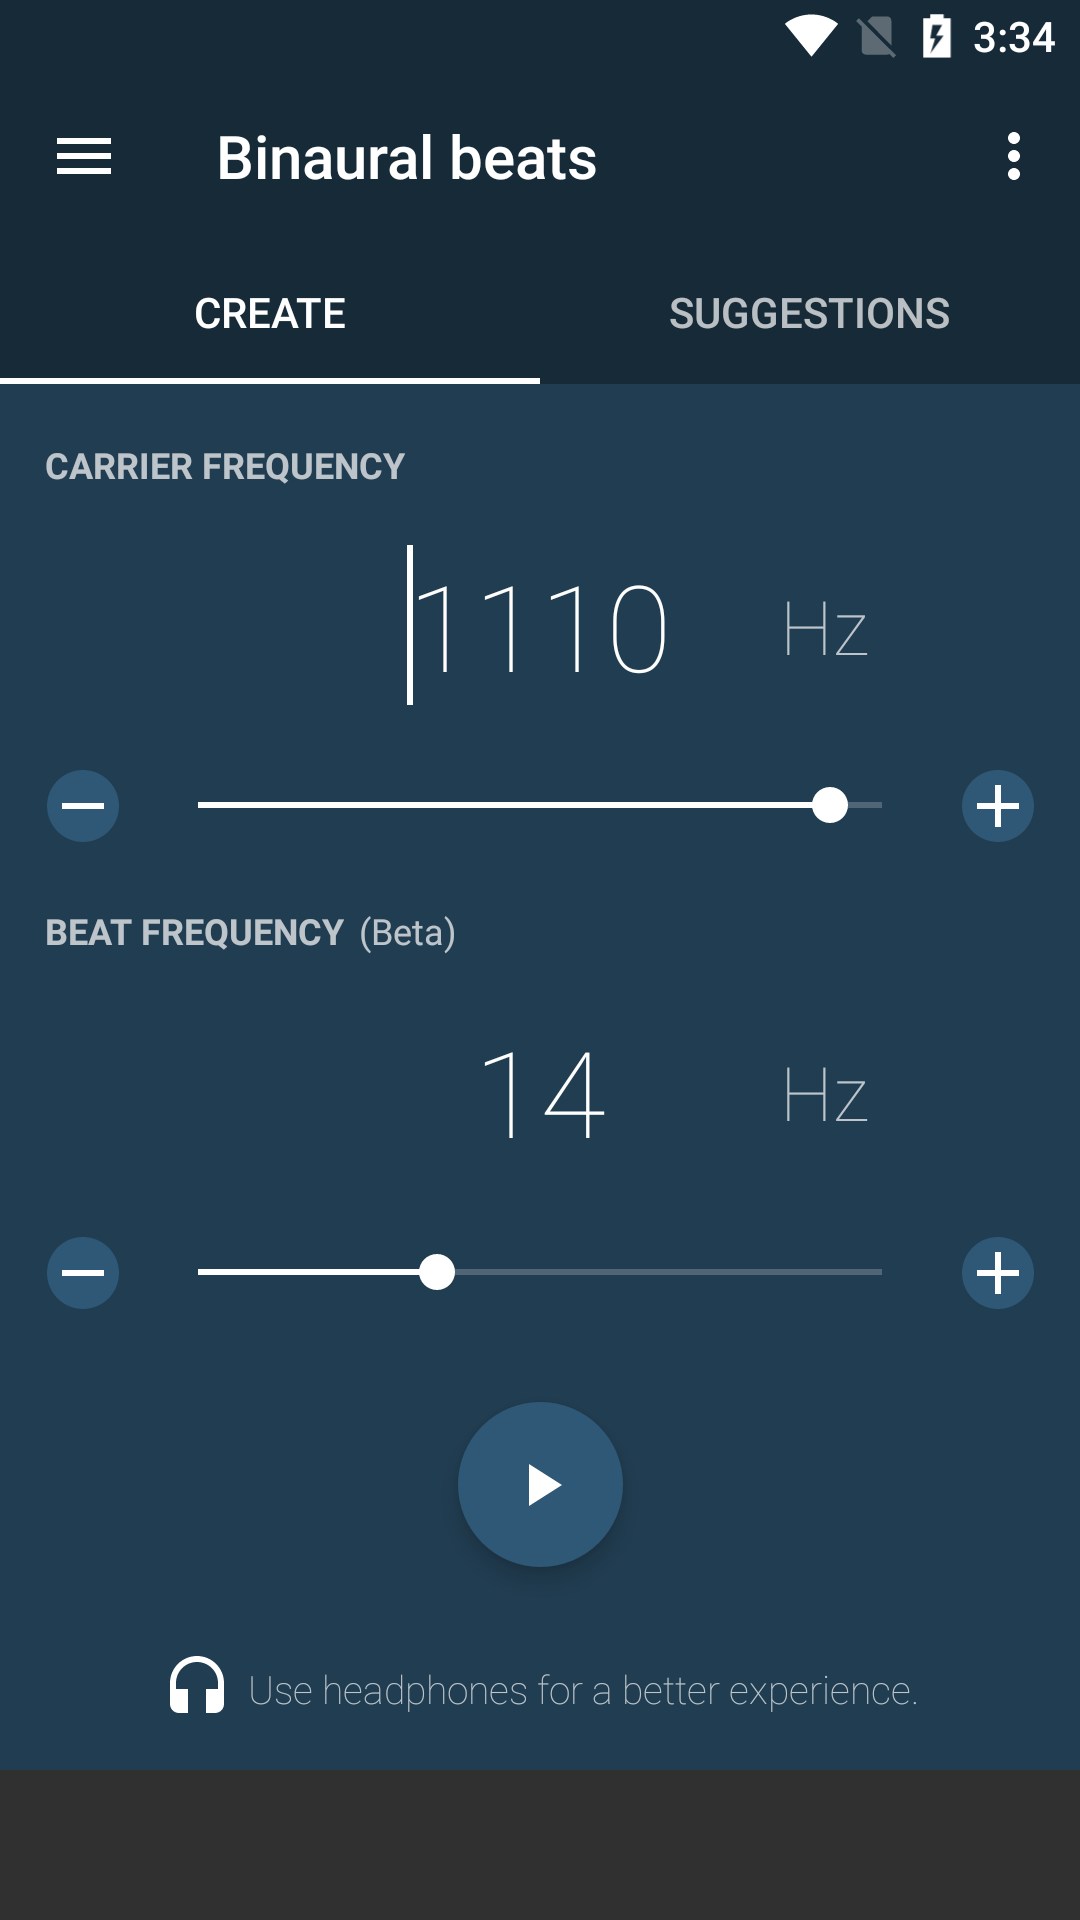 3:34
Binaural beats
CREATE SUGGESTIONS
CARRIER FREQUENCY
1110 Hz
BEAT FREQUENCY (Beta)
14 Hz
Use headphones for a better experience.